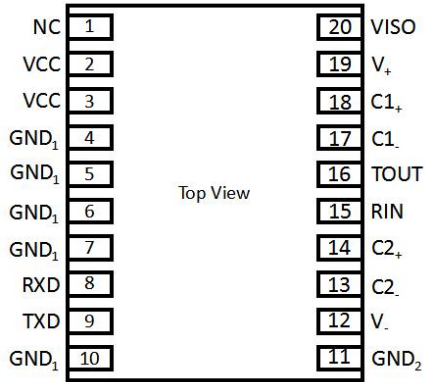 NC 1 20 VISO
VCC 2 19 V+
VCC 3 18 C1+
GND1 4 17 C1-
GND1 5 16 TOUT
Top View
GND1 6 15 RIN
GND1 7 14 C2+
RXD 8 13 C2-
TXD 9 12 V-
GND1 10 11 GND2